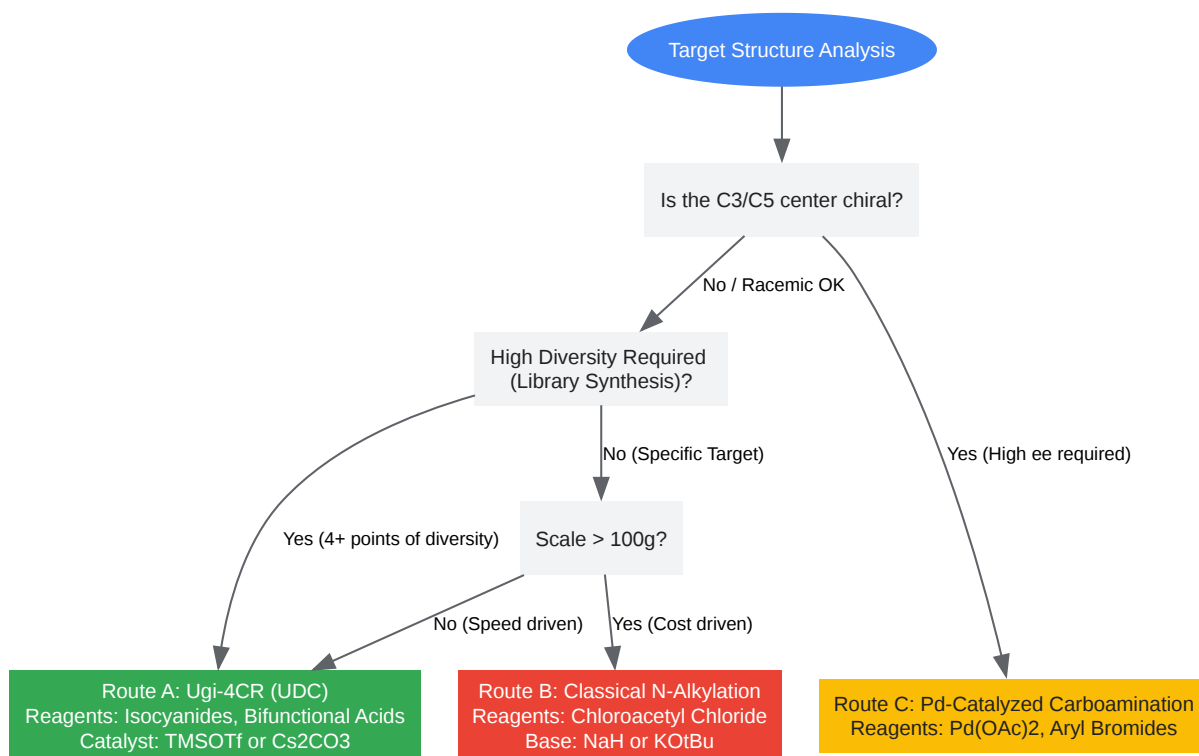 Target Structure Analysis
Is the C3/C5 center chiral?
No / Racemic OK
High Diversity Required
(Library Synthesis)?
No (Specific Target)
Yes (High ee required)
Yes (4+ points of diversity)
Scale > 100g?
No (Speed driven)
Yes (Cost driven)
Route A: Ugi-4CR (UDC)
Reagents: Isocyanides, Bifunctional Acids
Catalyst: TMSOTf or Cs2CO3
Route B: Classical N-Alkylation
Reagents: Chloroacetyl Chloride
Base: NaH or KOtBu
Route C: Pd-Catalyzed Carboamination
Reagents: Pd(OAc)2, Aryl Bromides